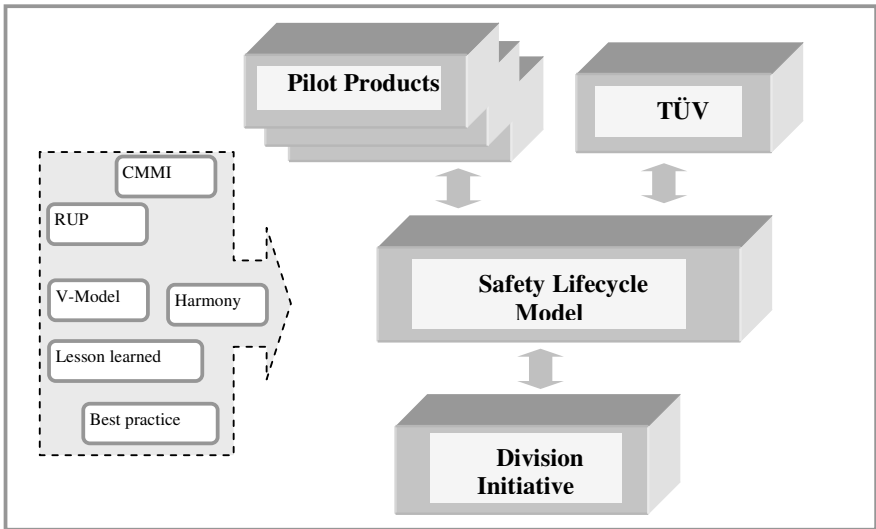 Pilot Products
TÜV
CMMI
RUP
V-Model
Harmony
Lesson learned
Best practice
Safety Lifecycle
Model
Division
Initiative